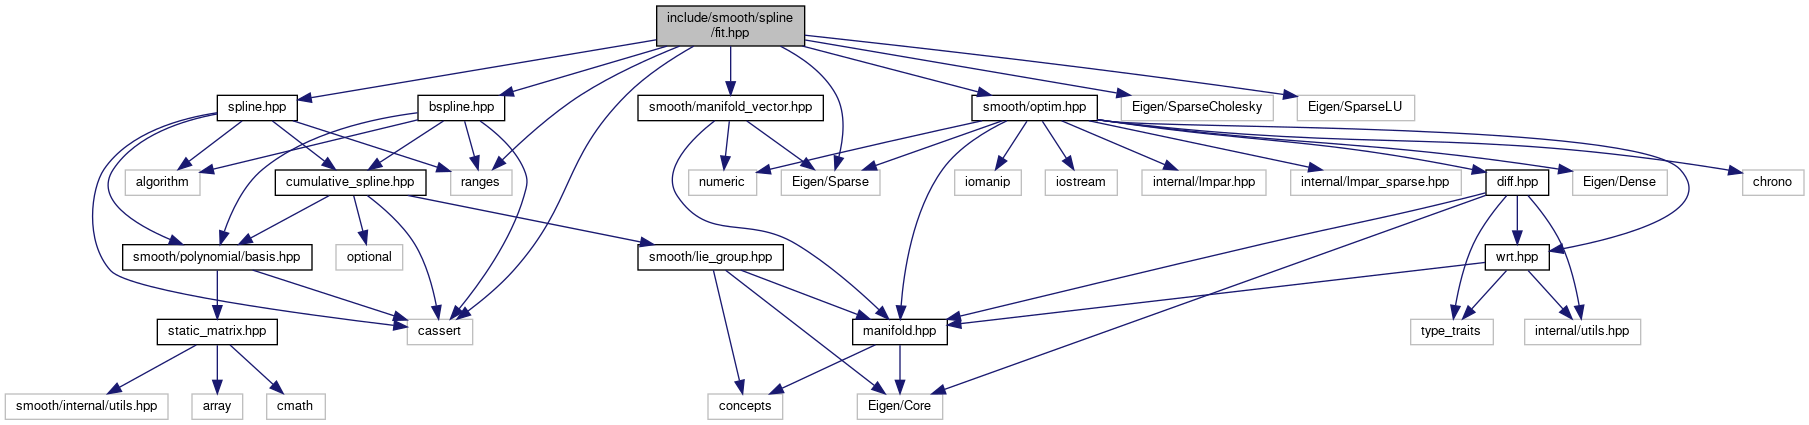 include/smooth/spline
/fit.hpp
spline.hpp
bspline.hpp
smooth/manifold_vector.hpp
smooth/optim.hpp
Eigen/SparseCholesky
Eigen/SparseLU
algorithm
cumulative_spline.hpp
ranges
numeric
Eigen/Sparse
iomanip
iostream
internal/lmpar.hpp
internal/lmpar_sparse.hpp
diff.hpp
Eigen/Dense
chrono
smooth/polynomial/basis.hpp
optional
smooth/lie_group.hpp
wrt.hpp
static_matrix.hpp
cassert
manifold.hpp
type_traits
internal/utils.hpp
smooth/internal/utils.hpp
array
cmath
concepts
Eigen/Core